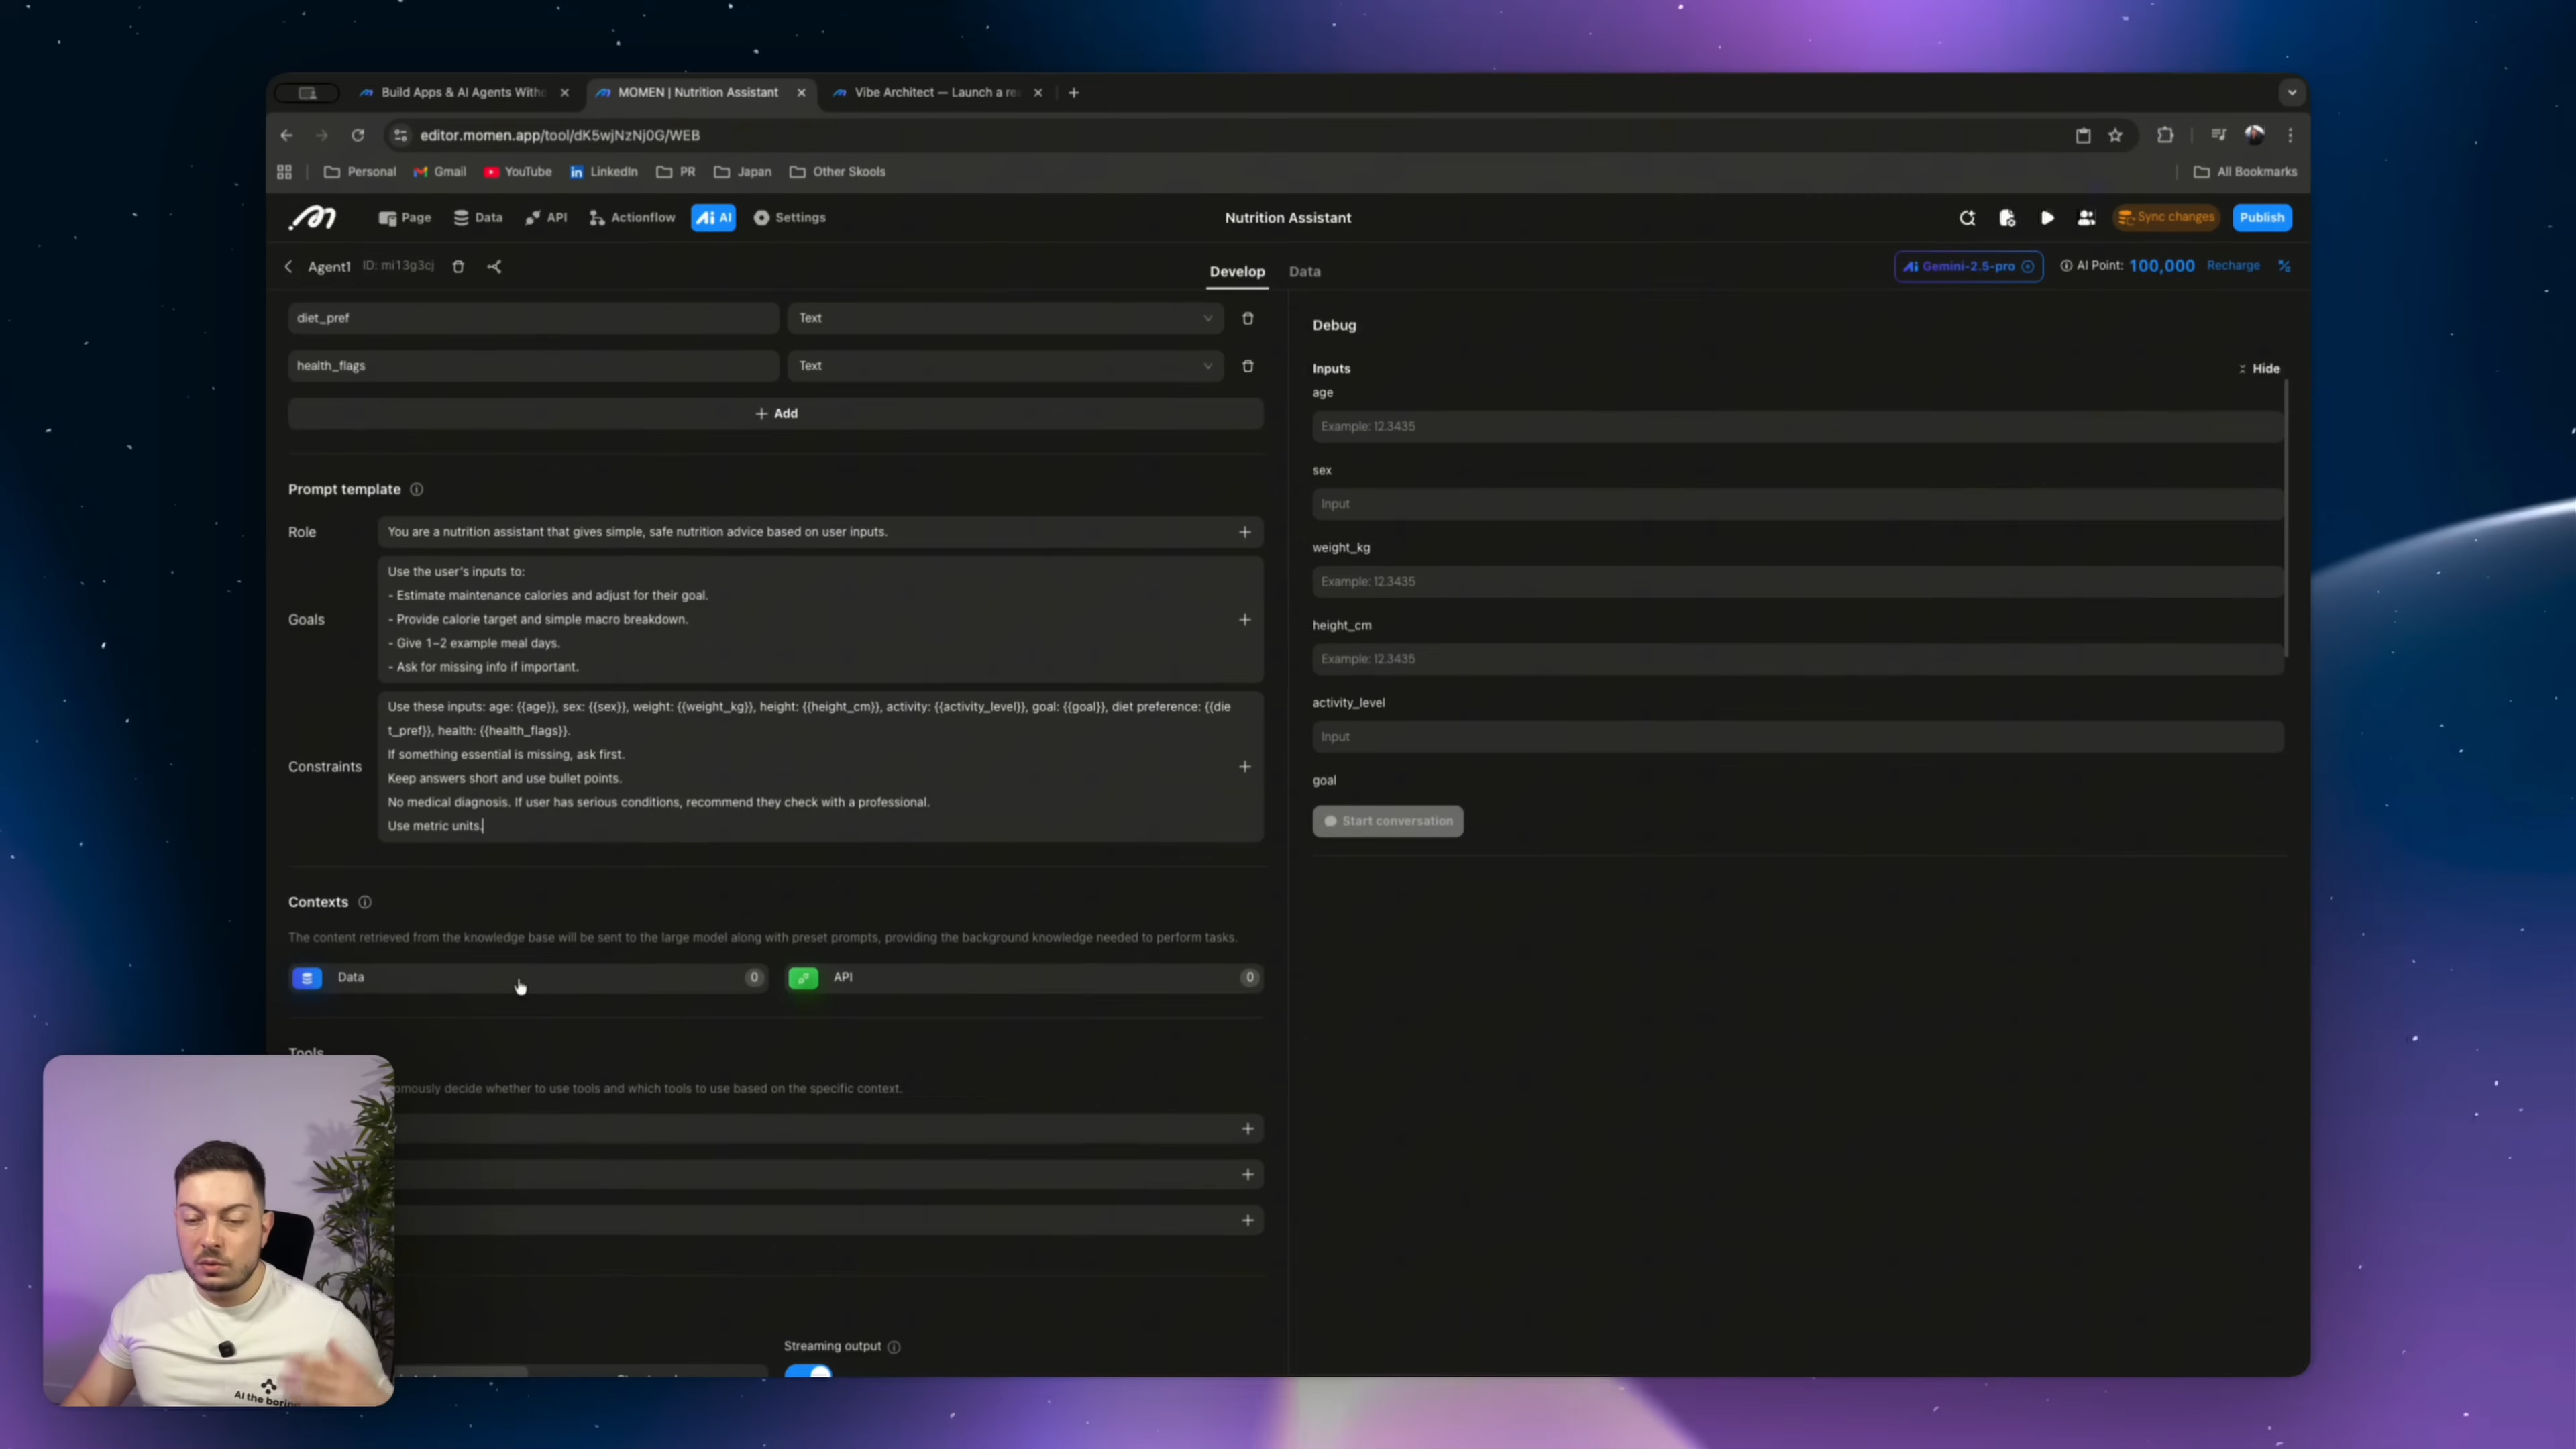 Build Apps & AI Agents Witho
MOMEN | Nutrition Assistant
Vibe Architect — Launch a re
editor.momen.app/tool/dK5wjNzNj0G/WEB
Personal
Gmail
YouTube
LinkedIn
PR
Japan
Other Skools
All Bookmarks
Page
Data
API
Actionflow
Ai AI
Settings
Nutrition Assistant
Sync changes
Publish
Agent1
ID: mi13g3cj
Develop
Data
Ai Gemini-2.5-pro
AI Point: 100,000
Recharge
diet_pref
Text
health_flags
Text
+ Add
Prompt template
Role
You are a nutrition assistant that gives simple, safe nutrition advice based on user inputs.
Goals
Use the user's inputs to:
- Estimate maintenance calories and adjust for their goal.
- Provide calorie target and simple macro breakdown.
- Give 1–2 example meal days.
- Ask for missing info if important.
Constraints
Use these inputs: age: {{age}}, sex: {{sex}}, weight: {{weight_kg}}, height: {{height_cm}}, activity: {{activity_level}}, goal: {{goal}}, diet preference: {{die
t_pref}}, health: {{health_flags}}.
If something essential is missing, ask first.
Keep answers short and use bullet points.
No medical diagnosis. If user has serious conditions, recommend they check with a professional.
Use metric units.
Contexts
The content retrieved from the knowledge base will be sent to the large model along with preset prompts, providing the background knowledge needed to perform tasks.
Data
0
API
0
Tools
omously decide whether to use tools and which tools to use based on the specific context.
Streaming output
Debug
Inputs
Hide
age
Example: 12.3435
sex
Input
weight_kg
Example: 12.3435
height_cm
Example: 12.3435
activity_level
Input
goal
Start conversation
AI the borin